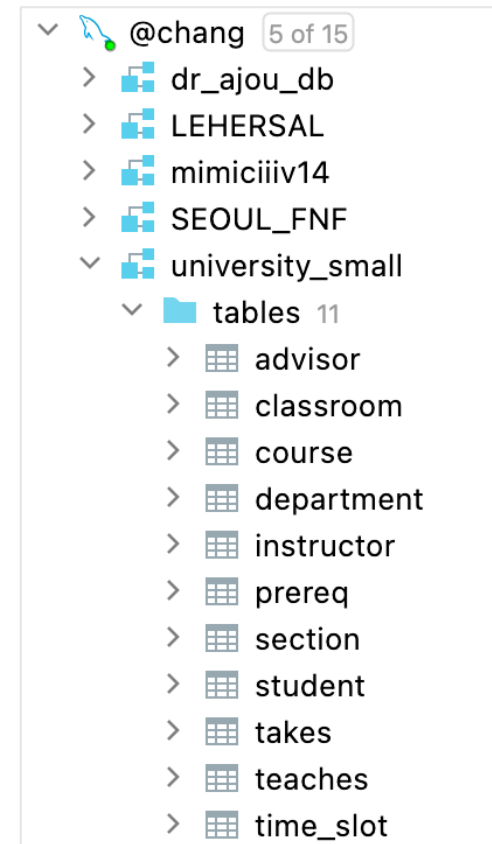 @chang 5 of 15
dr_ajou_db
LEHERSAL
mimiciiiv14
SEOUL_FNF
university_small
tables 11
advisor
classroom
course
department
instructor
prereq
section
student
takes
teaches
time_slot